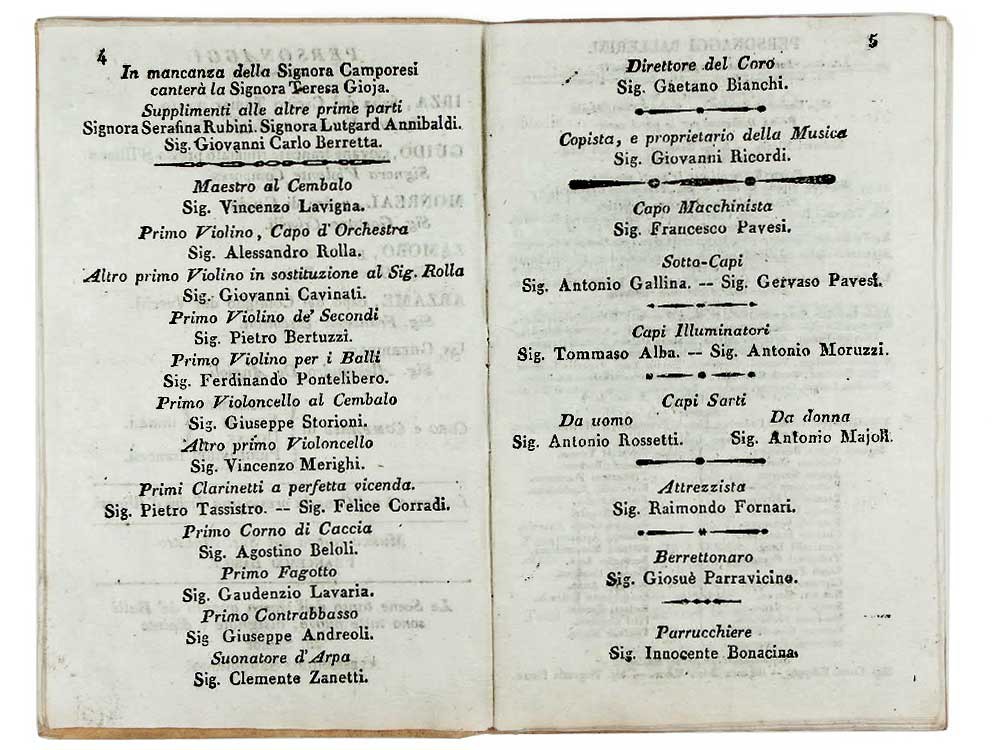 4
In mancanza della Signora Camporesi
canterà la Signora Teresa Gioja.
Supplimenti alle altre prime parti
Signora Serafina Rubini. Signora Lutgard Annibaldi.
Sig. Giovanni Carlo Berretta.
Maestro al Cembalo
Sig. Vincenzo Lavigna.
Primo Violino, Capo d'Orchestra
Sig. Alessandro Rolla.
Altro primo Violino in sostituzione al Sig. Rolla
Sig. Giovanni Cavinati.
Primo Violino de' Secondi
Sig. Pietro Bertuzzi.
Primo Violino per i Balli
Sig. Ferdinando Pontelibero.
Primo Violoncello al Cembalo
Sig. Giuseppe Storioni.
Altro primo Violoncello
Sig. Vincenzo Merighi.
Primi Clarinetti a perfetta vicenda.
Sig. Pietro Tassistro. -- Sig. Felice Corradi.
Primo Corno di Caccia
Sig. Agostino Beloli.
Primo Fagotto
Sig. Gaudenzio Lavaria.
Primo Contrabbasso
Sig Giuseppe Andreoli.
Suonatore d'Arpa
Sig. Clemente Zanetti.
5
Direttore del Coro
Sig. Gaetano Bianchi.
Copista, e proprietario della Musica
Sig. Giovanni Ricordi.
Capo Macchinista
Sig. Francesco Pavesi.
Sotto-Capi
Sig. Antonio Gallina. -- Sig. Gervaso Pavesi.
Capi Illuminatori
Sig. Tommaso Alba. -- Sig. Antonio Moruzzi.
Capi Sarti
Da uomo Da donna
Sig. Antonio Rossetti. Sig. Antonio Majoli.
Attrezzista
Sig. Raimondo Fornari.
Berrettonaro
Sig. Giosuè Parravicino.
Parrucchiere
Sig. Innocente Bonacina.